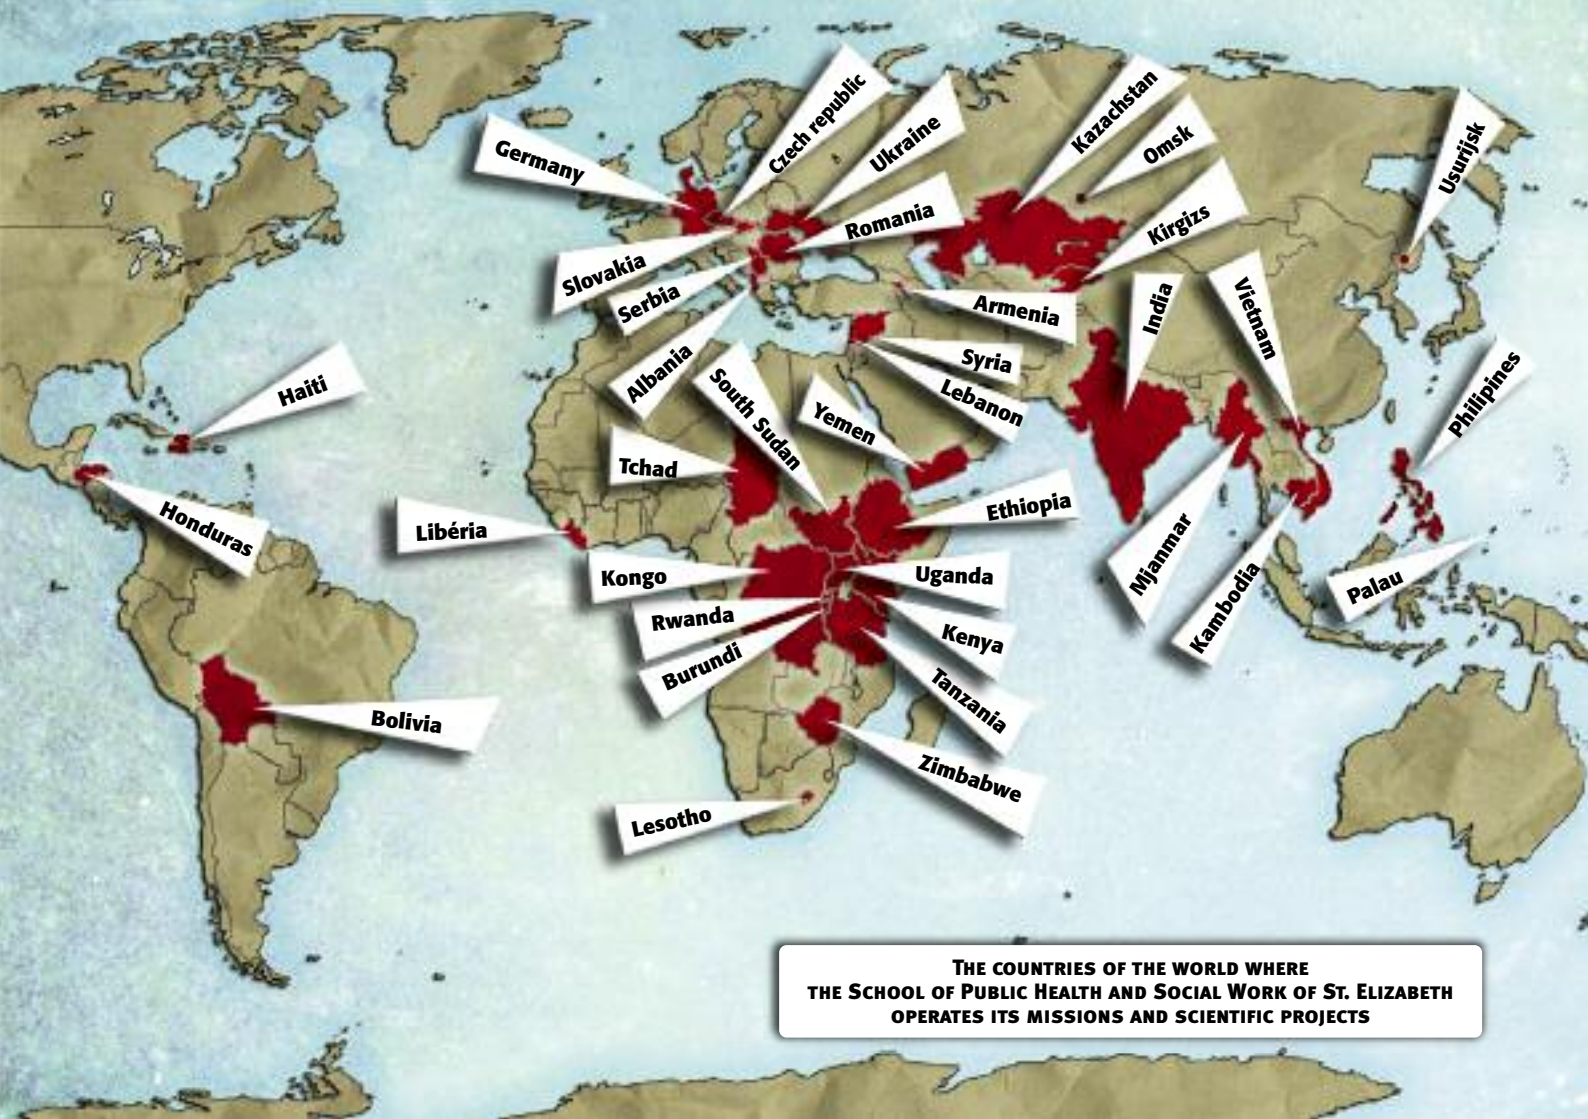 Czech republic
Kazachstan
Ukraine
Omsk
Usurijsk
Germany
Romania
Kirgizs
Slovakia
Serbia
Armenia
India
Vietnam
Albania
Syria
Lebanon
Haiti
South Sudan
Yemen
Philipines
Tchad
Ethiopia
Honduras
Libéria
Mjanmar
Kongo
Uganda
Kambodia
Palau
Rwanda
Kenya
Burundi
Tanzania
Bolivia
Zimbabwe
Lesotho
THE COUNTRIES OF THE WORLD WHERE
THE SCHOOL OF PUBLIC HEALTH AND SOCIAL WORK OF ST. ELIZABETH
OPERATES ITS MISSIONS AND SCIENTIFIC PROJECTS